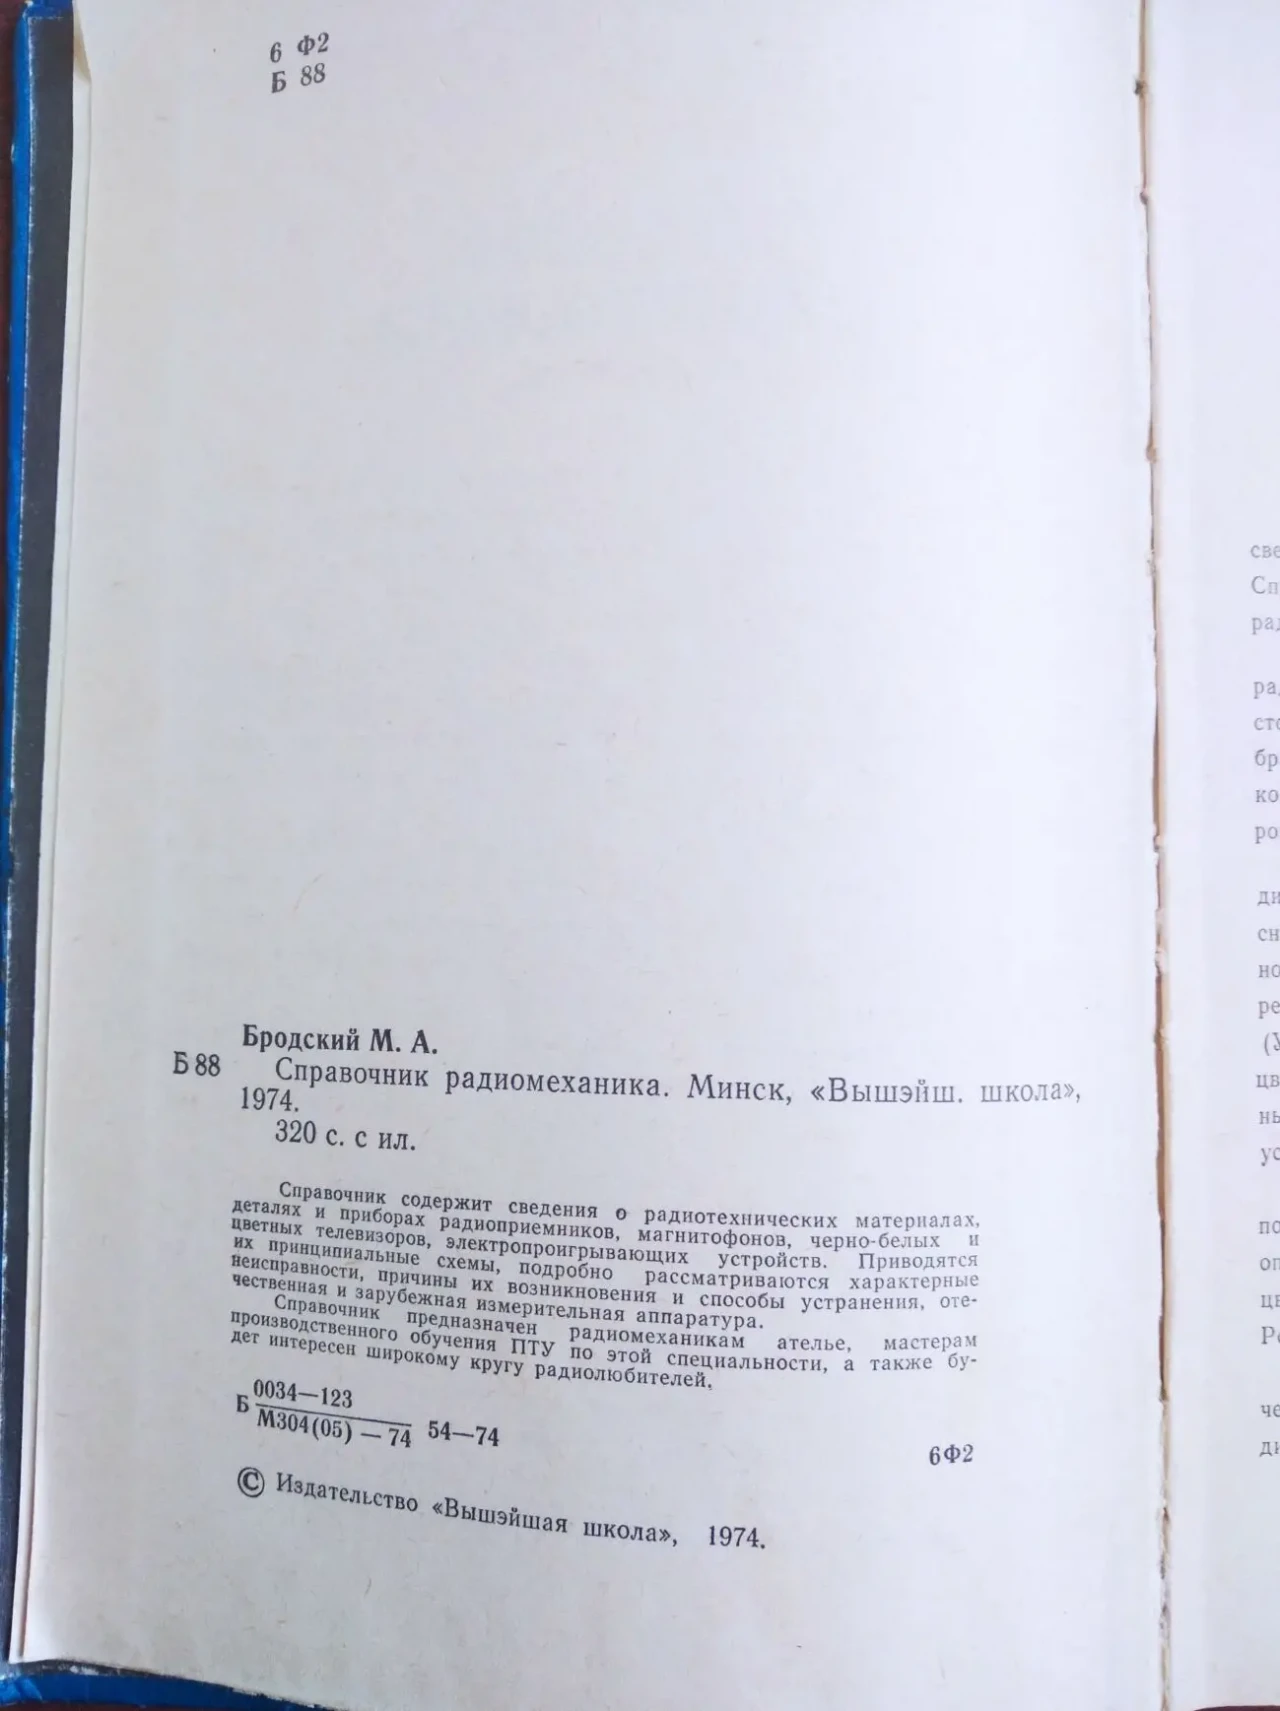 6 Ф2
Б 88
Бродский М. А.
Б 88 Справочник радиомеханика. Минск, «Вышэйш. школа»,
1974.
320 с. с ил.
Справочник содержит сведения о радиотехнических материалах,
деталях и приборах радиоприемников, магнитофонов, черно-белых и
цветных телевизоров, электропроигрывающих устройств. Приводятся
их принципиальные схемы, подробно рассматриваются характерные
неисправности, причины их возникновения и способы устранения, оте-
чественная и зарубежная измерительная аппаратура.
Справочник предназначен радиомеханикам ателье, мастерам
производственного обучения ПТУ по этой специальности, а также бу-
дет интересен широкому кругу радиолюбителей.
0034—123
Б М304(05) — 74 54—74
6Ф2
© Издательство «Вышэйшая школа», 1974.